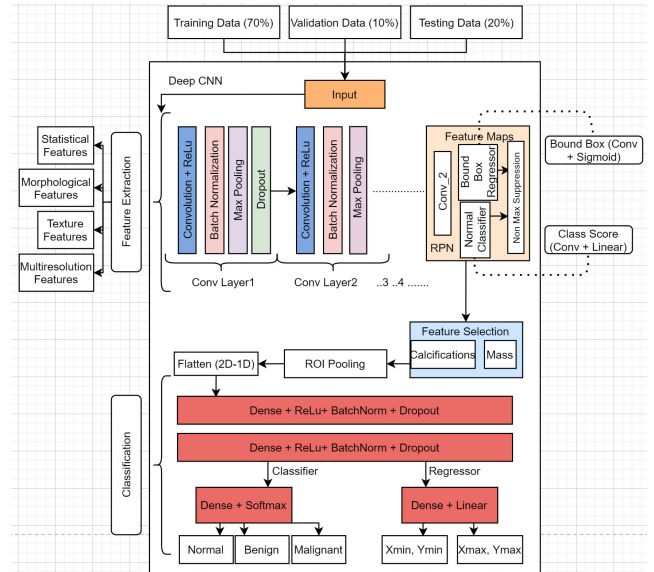 Training Data (70%)
Validation Data (10%)
Testing Data (20%)
Deep CNN
Input
Statistical
Features
Morphological
Features
Texture
Features
Multiresolution
Features
Feature Extraction
Convolution + ReLu
Batch Normalization
Max Pooling
Dropout
Convolution + ReLu
Batch Normalization
Max Pooling
Conv Layer1
Conv Layer2
..3 ..4 .......
Feature Maps
Conv_2
RPN
Bound
Box
Regressor
Normal
Classifier
Non Max Suppression
Bound Box (Conv
+ Sigmoid)
Class Score
(Conv + Linear)
Feature Selection
Calcifications
Mass
ROI Pooling
Flatten (2D-1D)
Classification
Dense + ReLu+ BatchNorm + Dropout
Dense + ReLu+ BatchNorm + Dropout
Classifier
Regressor
Dense + Softmax
Dense + Linear
Normal
Benign
Malignant
Xmin, Ymin
Xmax, Ymax